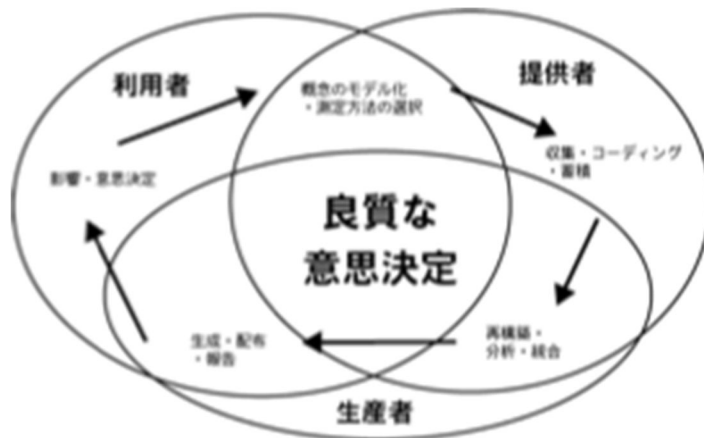 利用者
提供者
概念のモデル化
・測定方法の選択
収集・コーディング
・蓄積
影響・意思決定
良質な
意思決定
再構築・
分析・統合
生成・配布
・報告
生産者